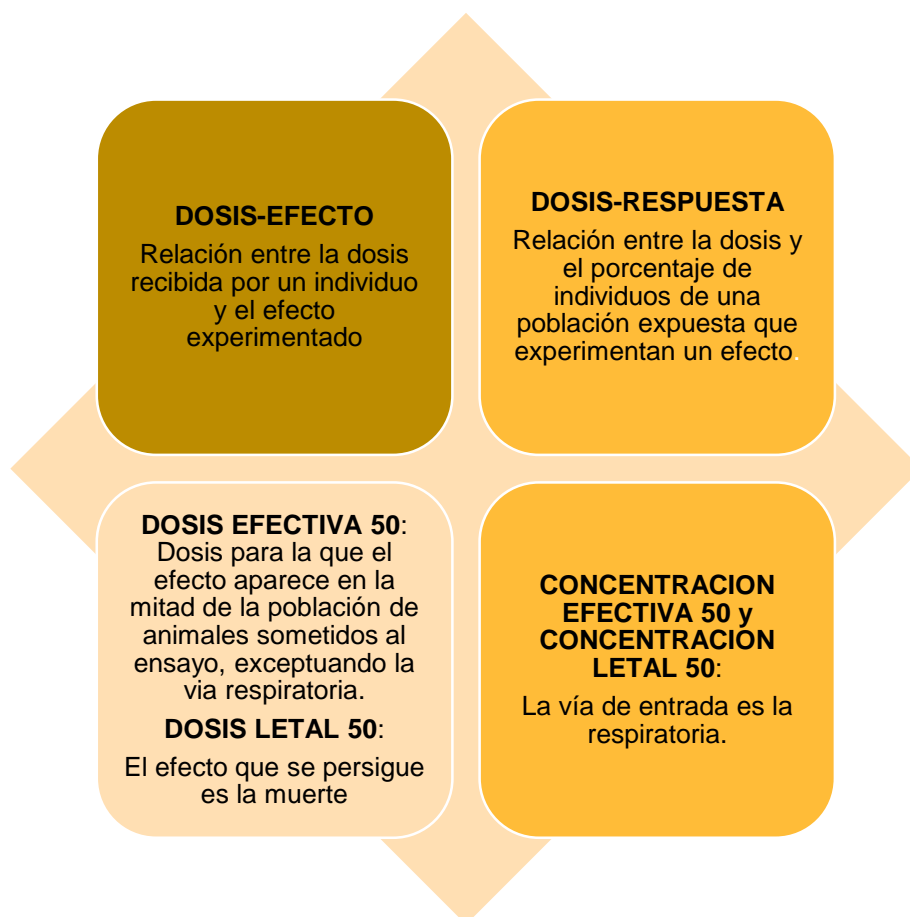 DOSIS-EFECTO
Relación entre la dosis
recibida por un individuo
y el efecto
experimentado
DOSIS-RESPUESTA
Relación entre la dosis y
el porcentaje de
individuos de una
población expuesta que
experimentan un efecto.
DOSIS EFECTIVA 50:
Dosis para la que el
efecto aparece en la
mitad de la población de
animales sometidos al
ensayo, exceptuando la
via respiratoria.
DOSIS LETAL 50:
El efecto que se persigue
es la muerte
CONCENTRACION
EFECTIVA 50 y
CONCENTRACIÓN
LETAL 50:
La vía de entrada es la
respiratoria.